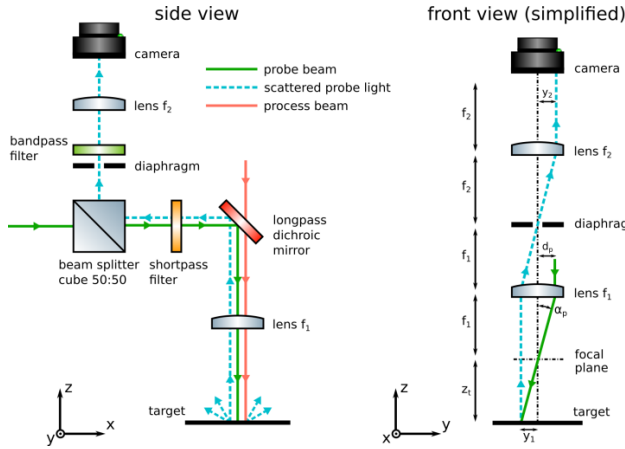 side view
camera
lens f2
bandpass
filter
diaphragm
probe beam
scattered probe light
process beam
longpass
dichroic
mirror
beam splitter
cube 50:50
shortpass
filter
lens f1
target
z
y
x
front view (simplified)
camera
y2
f2
lens f2
f2
diaphragm
dp
f1
lens f1
αp
f1
focal
plane
zt
target
y1
z
x
y